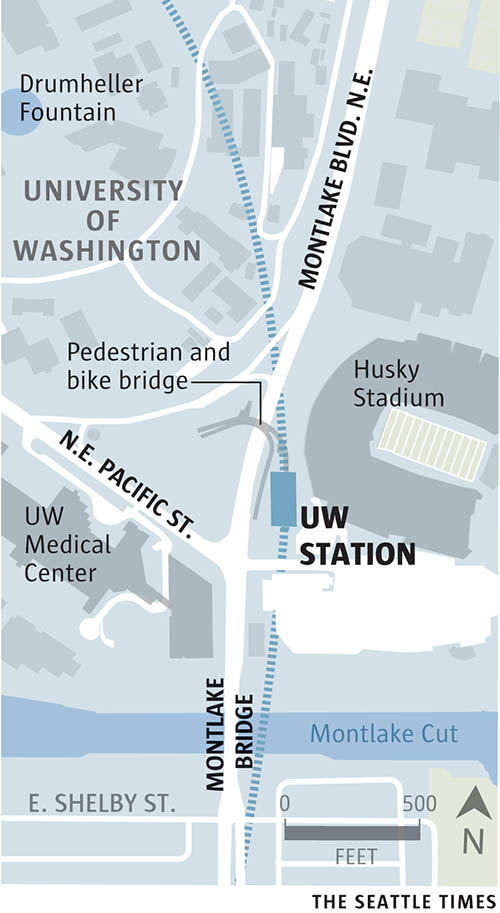 Drumheller
Fountain
MONTLAKE BLVD. N.E.
UNIVERSITY
OF
WASHINGTON
Pedestrian and
bike bridge
Husky
Stadium
N.E. PACIFIC ST.
UW
Medical
Center
UW
STATION
MONTLAKE
BRIDGE
Montlake Cut
E. SHELBY ST.
0 500
FEET
N
THE SEATTLE TIMES